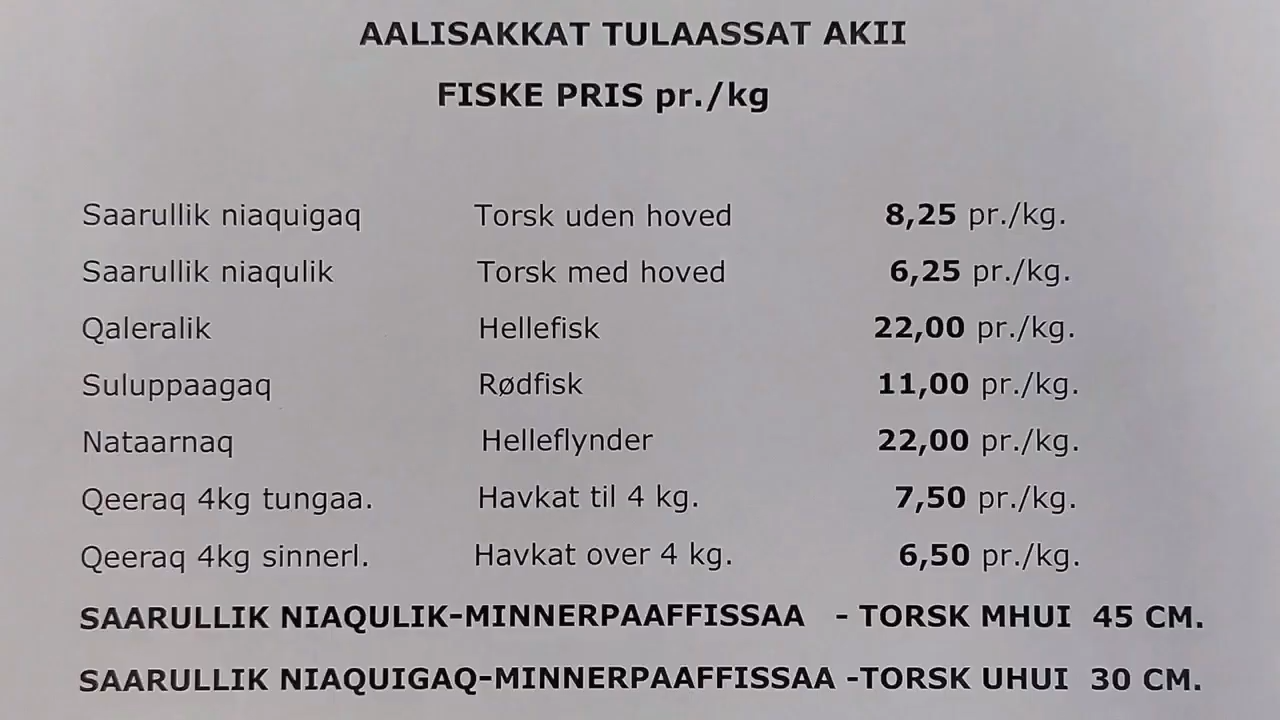 AALISAKKAT TULAASSAT AKII
FISKE PRIS pr./kg
Saarullik niaquigaq Torsk uden hoved 8,25 pr./kg.
Saarullik niaqulik Torsk med hoved 6,25 pr./kg.
Qaleralik Hellefisk 22,00 pr./kg.
Suluppaagaq Rødfisk 11,00 pr./kg.
Nataarnaq Helleflynder 22,00 pr./kg.
Qeeraq 4kg tungaa. Havkat til 4 kg. 7,50 pr./kg.
Qeeraq 4kg sinnerl. Havkat over 4 kg. 6,50 pr./kg.
SAARULLIK NIAQULIK-MINNERPAAFFISSAA - TORSK MHUI 45 CM.
SAARULLIK NIAQUIGAQ-MINNERPAAFFISSAA -TORSK UHUI 30 CM.